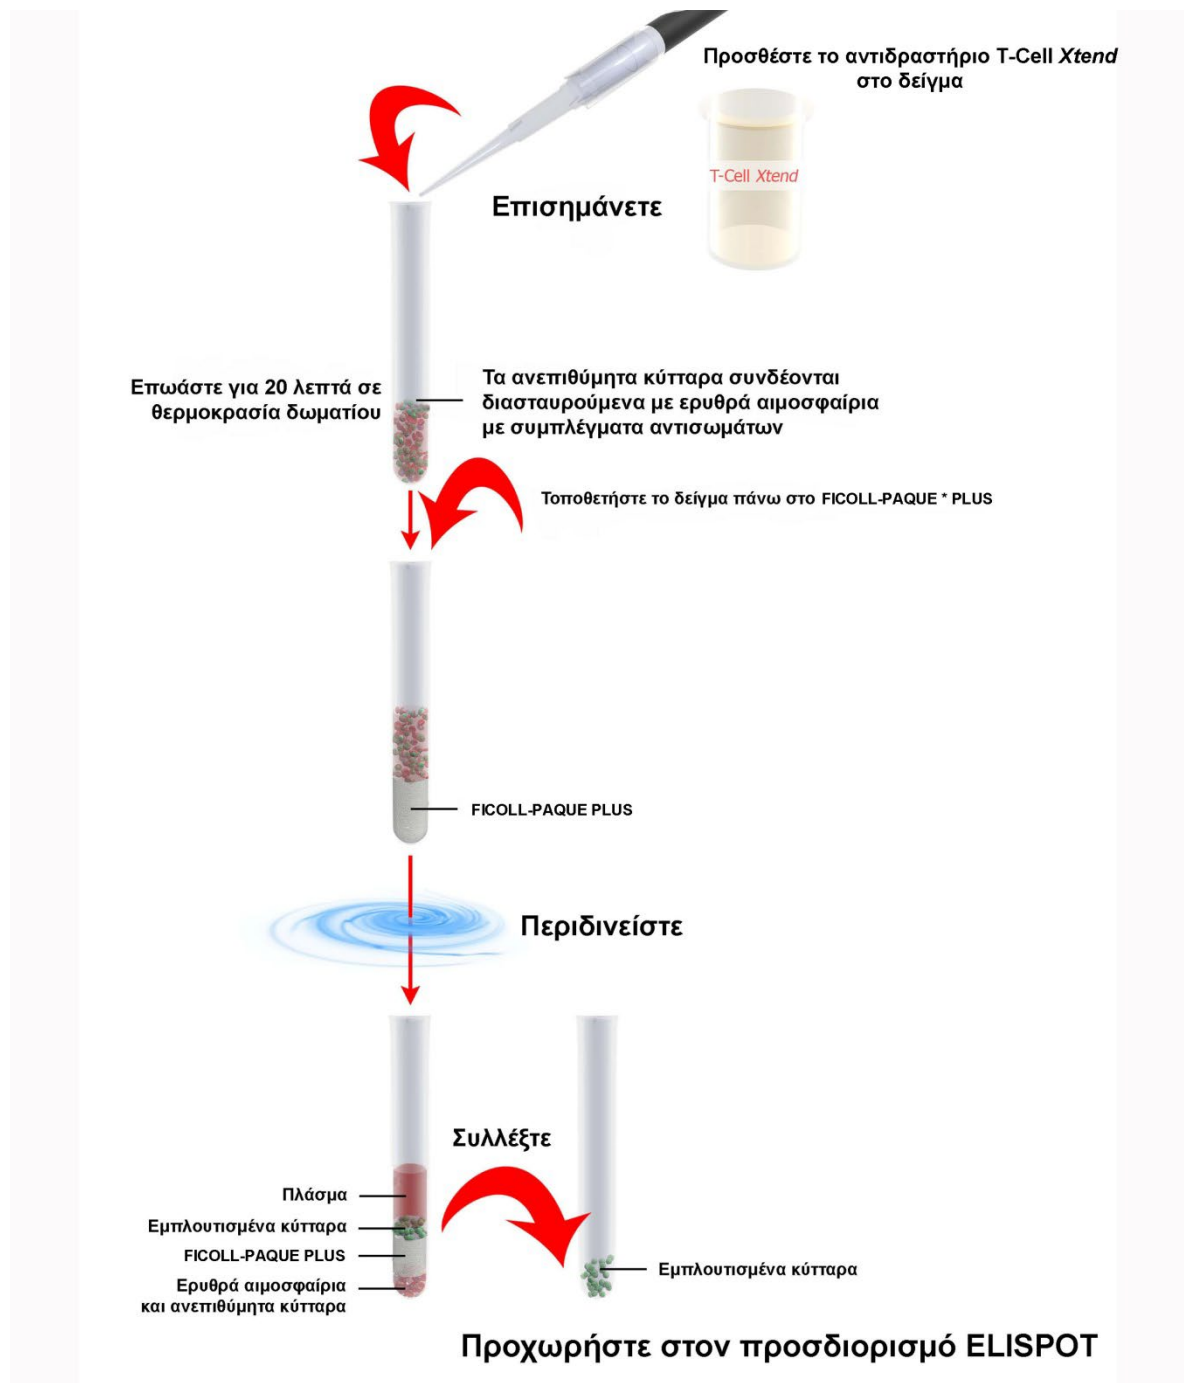 Προσθέστε το αντιδραστήριο T-Cell Xtend
στο δείγμα
T-Cell Xtend
Επισημάνετε
Επωάστε για 20 λεπτά σε
θερμοκρασία δωματίου
Τα ανεπιθύμητα κύτταρα συνδέονται
διασταυρούμενα με ερυθρά αιμοσφαίρια
με συμπλέγματα αντισωμάτων
Τοποθετήστε το δείγμα πάνω στο FICOLL-PAQUE * PLUS
FICOLL-PAQUE PLUS
Περιδινείστε
Συλλέξτε
Πλάσμα
Εμπλουτισμένα κύτταρα
FICOLL-PAQUE PLUS
Ερυθρά αιμοσφαίρια
και ανεπιθύμητα κύτταρα
Εμπλουτισμένα κύτταρα
Προχωρήστε στον προσδιορισμό ELISPOT